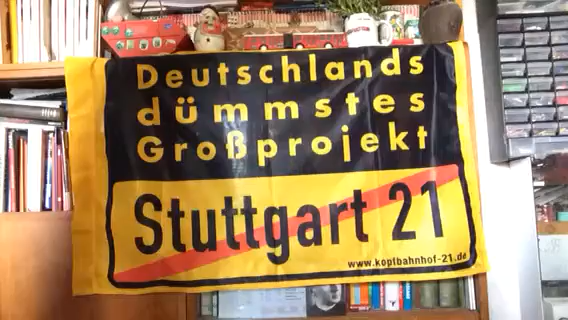 Deutschlands
dümmstes
Großprojekt
Stuttgart 21
www.kopfbahnhof-21.de